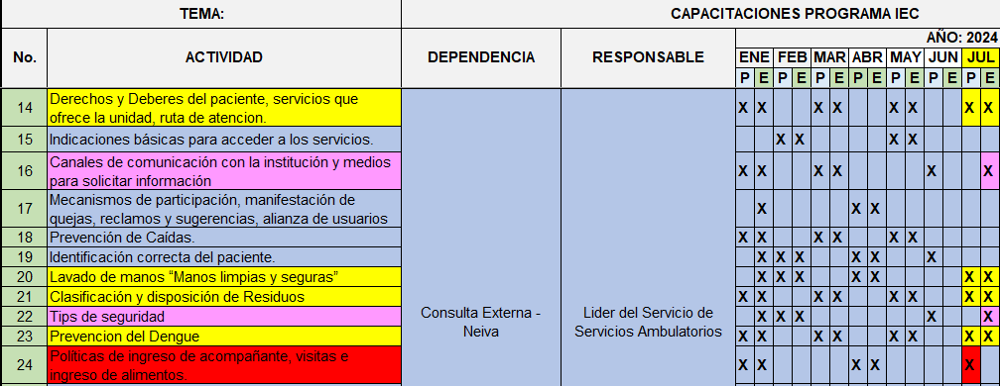 TEMA: CAPACITACIONES PROGRAMA IEC
AÑO: 2024
No. ACTIVIDAD DEPENDENCIA RESPONSABLE ENE FEB MAR ABR MAY JUN JUL
P E P E P E P E P E P E P E
14 Derechos y Deberes del paciente, servicios que
ofrece la unidad, ruta de atencion. X X X X X X X X
15 Indicaciones básicas para acceder a los servicios. X X X X
16 Canales de comunicación con la institución y medios
para solicitar información X X X X X X
17 Mecanismos de participación, manifestación de
quejas, reclamos y sugerencias, alianza de usuarios X X X
18 Prevención de Caídas. X X X X X X
19 Identificación correcta del paciente. X X X X X X
20 Lavado de manos “Manos limpias y seguras” X X X X X X X
21 Clasificación y disposición de Residuos X X X X X X X X
22 Tips de seguridad X X X X X
Consulta Externa -
Neiva
Lider del Servicio de
Servicios Ambulatorios
23 Prevencion del Dengue X X X X X X X X
24 Políticas de ingreso de acompañante, visitas e
ingreso de alimentos. X X X X X